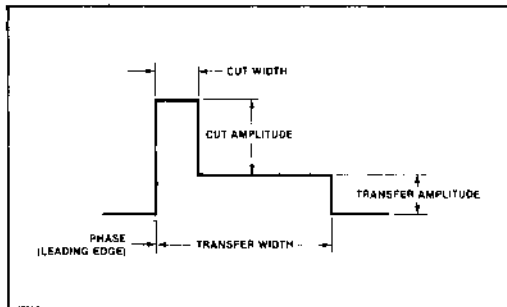 CUT WIDTH
CUT AMPLITUDE
TRANSFER AMPLITUDE
PHASE
(LEADING EDGE)
TRANSFER WIDTH